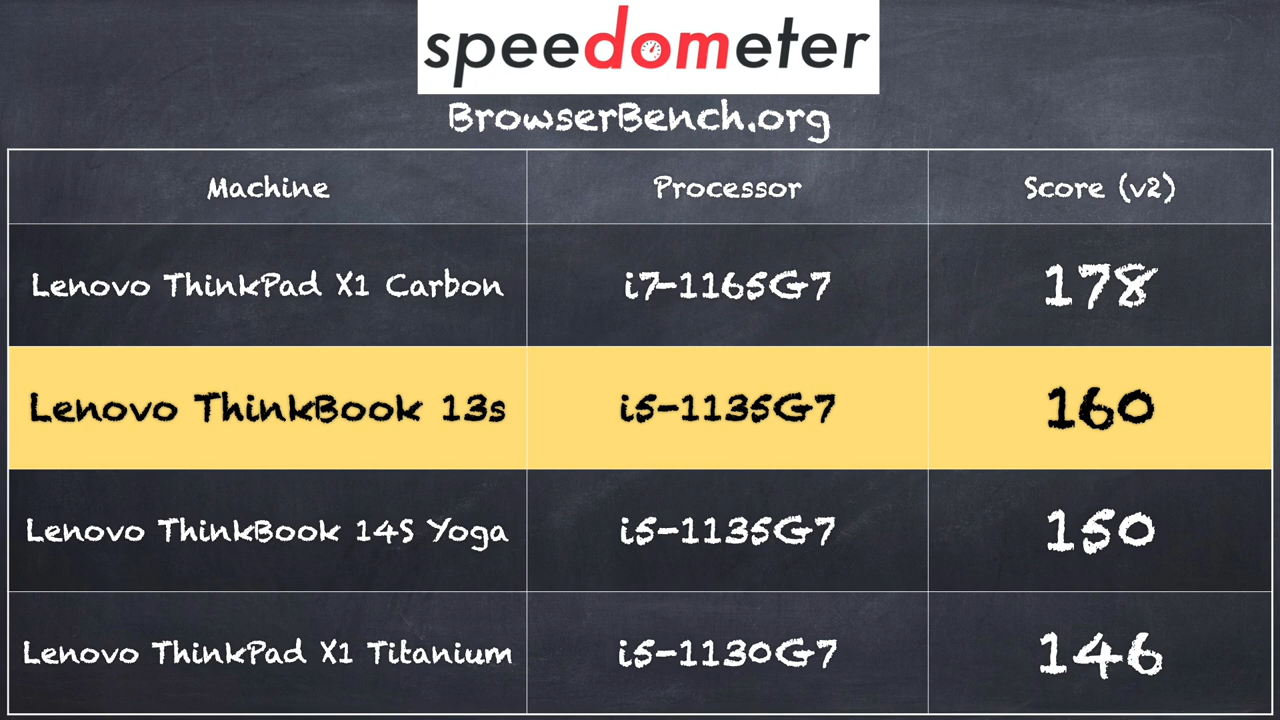 speedometer
BrowserBench.org
Machine Processor Score (v2)
Lenovo ThinkPad X1 Carbon i7-1165G7 178
Lenovo ThinkBook 13s i5-1135G7 160
Lenovo ThinkBook 14S Yoga i5-1135G7 150
Lenovo ThinkPad X1 Titanium i5-1130G7 146